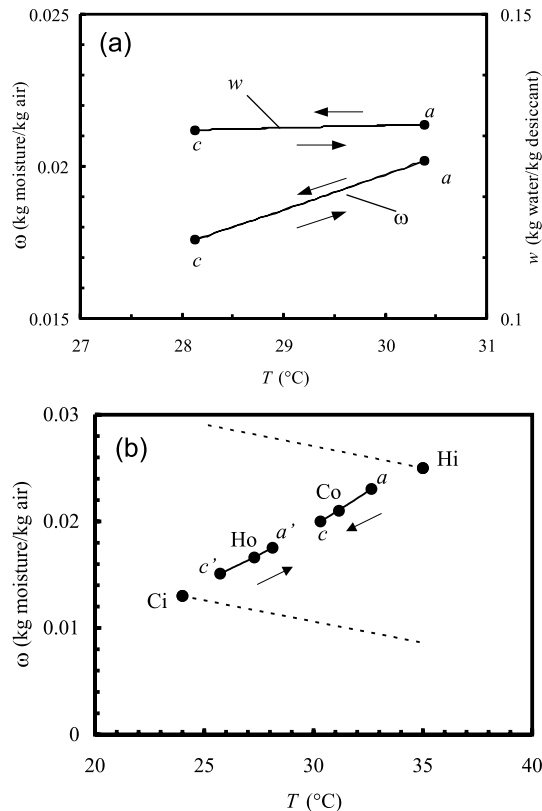 (a)
0.025
0.15
w
a
c
a
ω
c
0.02
0.015
0.1
27
28
29
30
31
T (°C)
ω (kg moisture/kg air)
w (kg water/kg desiccant)
(b)
0.03
Hi
a
Co
c
a’
Ho
c’
Ci
0.02
0.01
0
20
25
30
35
40
T (°C)
ω (kg moisture/kg air)